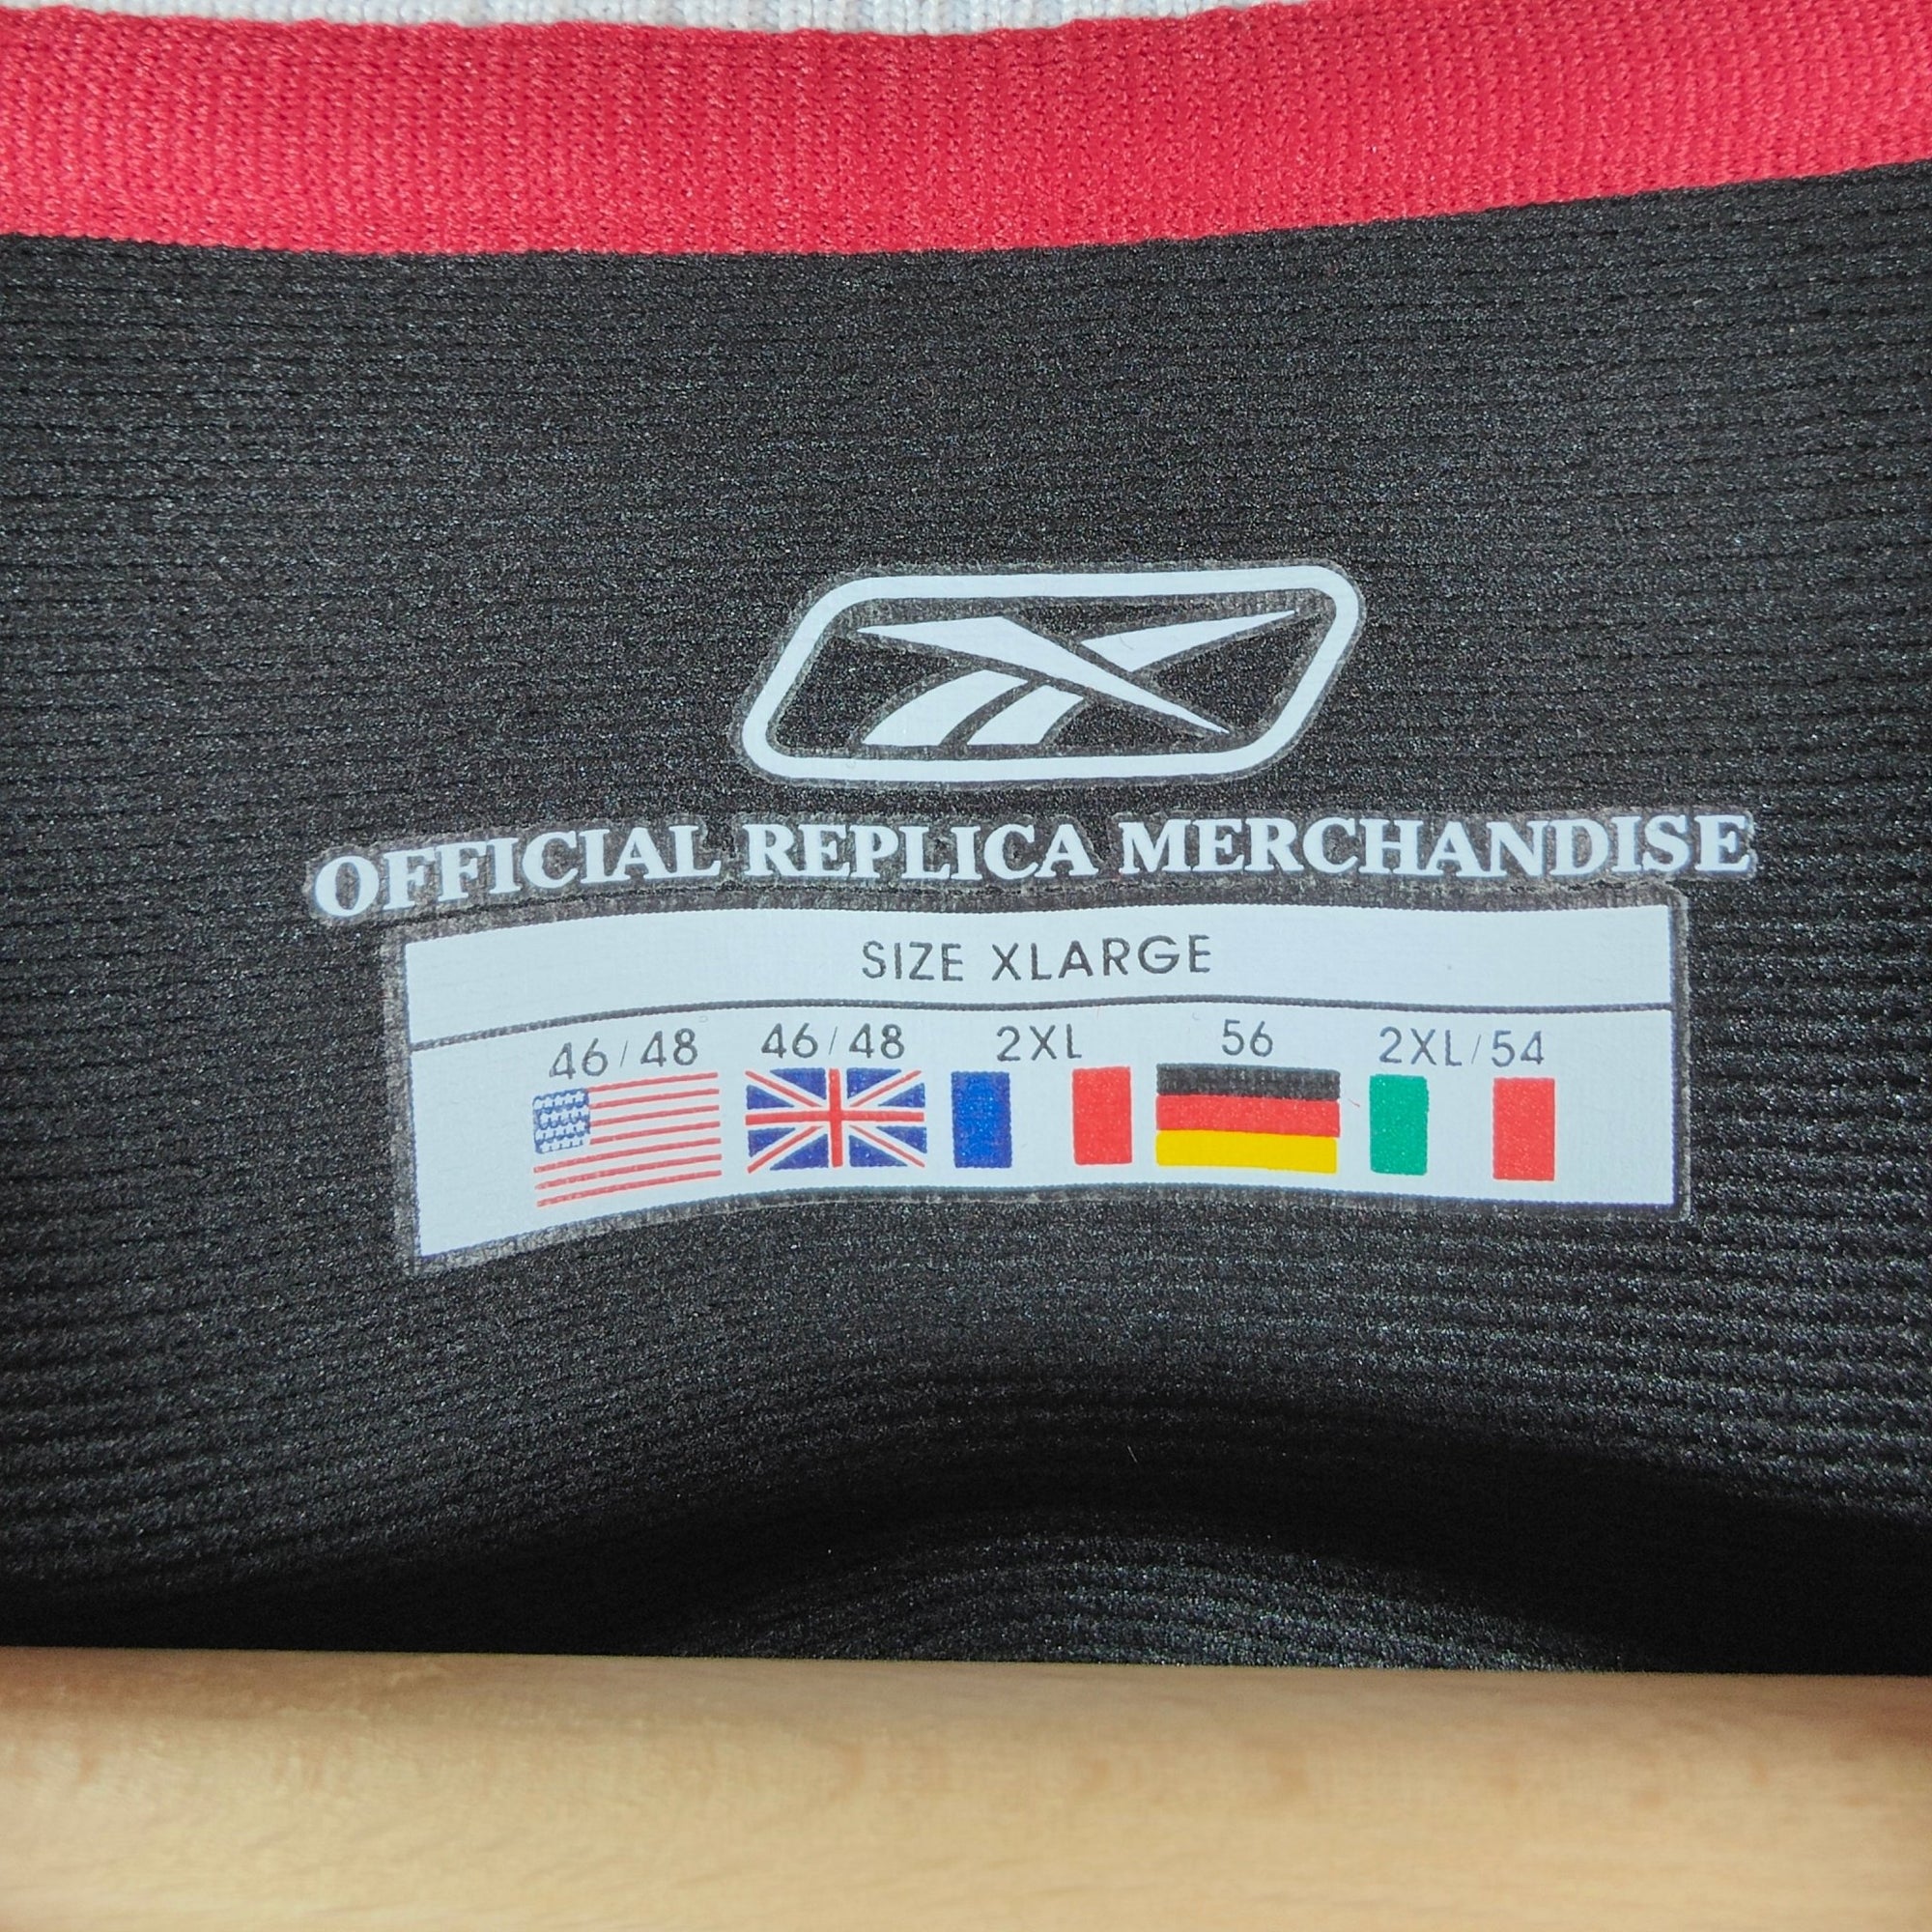 OFFICIAL REPLICA MERCHANDISE
SIZE XLARGE
46/48 46/48 2XL 56 2XL/54